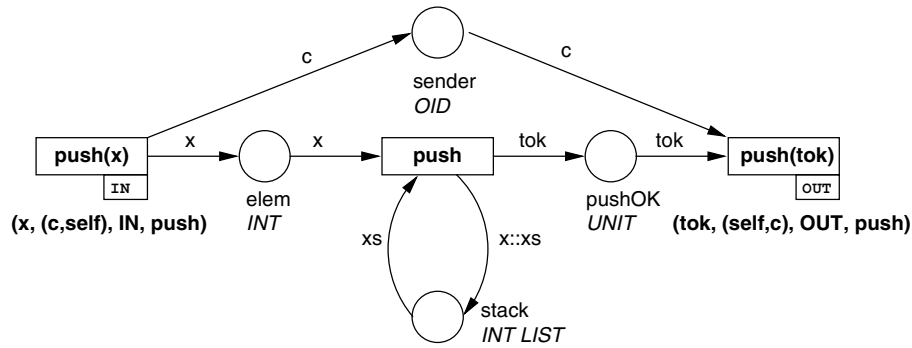 c
c
sender
OID
push(x)
x
x
push
tok
tok
push(tok)
IN
OUT
elem
INT
pushOK
UNIT
(x, (c,self), IN, push)
(tok, (self,c), OUT, push)
xs
x::xs
stack
INT LIST